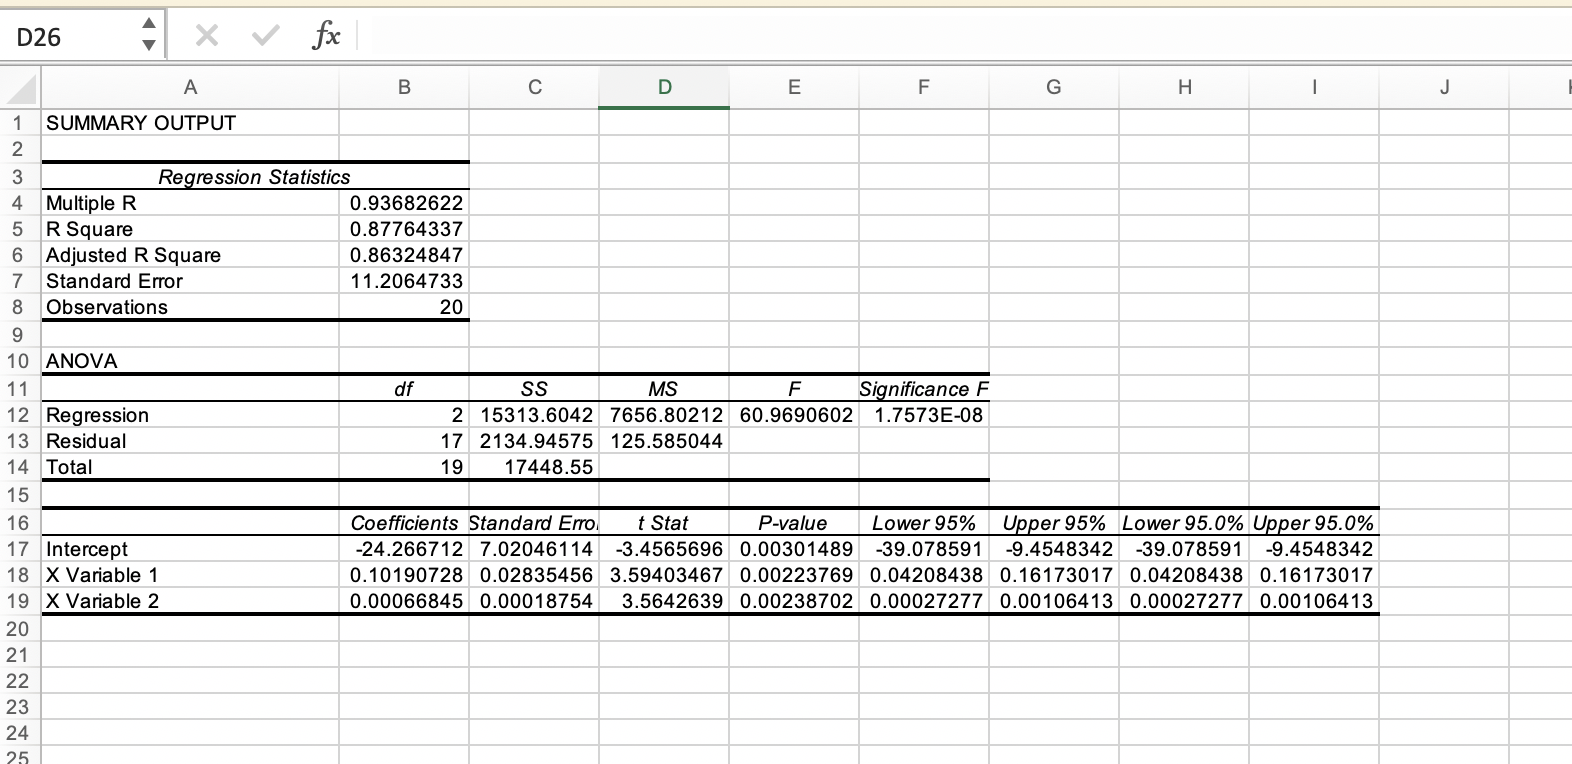 D26 fx
A B C D E F G H I J
1 SUMMARY OUTPUT
2
3 Regression Statistics
4 Multiple R 0.93682622
5 R Square 0.87764337
6 Adjusted R Square 0.86324847
7 Standard Error 11.2064733
8 Observations 20
9
10 ANOVA
11 df SS MS F Significance F
12 Regression 2 15313.6042 7656.80212 60.9690602 1.7573E-08
13 Residual 17 2134.94575 125.585044
14 Total 19 17448.55
15
16 Coefficients Standard Erro t Stat P-value Lower 95% Upper 95% Lower 95.0% Upper 95.0%
17 Intercept -24.266712 7.02046114 -3.4565696 0.00301489 -39.078591 -9.4548342 -39.078591 -9.4548342
18 X Variable 1 0.10190728 0.02835456 3.59403467 0.00223769 0.04208438 0.16173017 0.04208438 0.16173017
19 X Variable 2 0.00066845 0.00018754 3.5642639 0.00238702 0.00027277 0.00106413 0.00027277 0.00106413
20
21
22
23
24
25